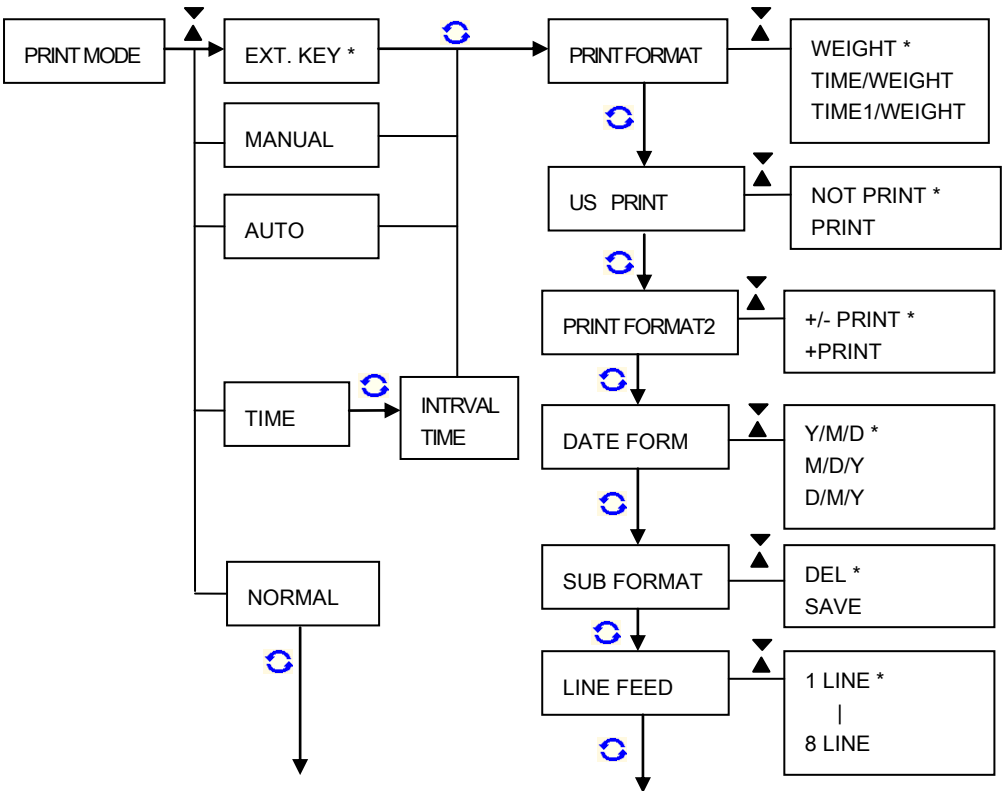 PRINT MODE
EXT. KEY *
MANUAL
AUTO
TIME
INTRVAL
TIME
NORMAL
PRINT FORMAT
WEIGHT *
TIME/WEIGHT
TIME1/WEIGHT
US PRINT
NOT PRINT *
PRINT
PRINT FORMAT2
+/- PRINT *
+PRINT
DATE FORM
Y/M/D *
M/D/Y
D/M/Y
SUB FORMAT
DEL *
SAVE
LINE FEED
1 LINE *
|
8 LINE